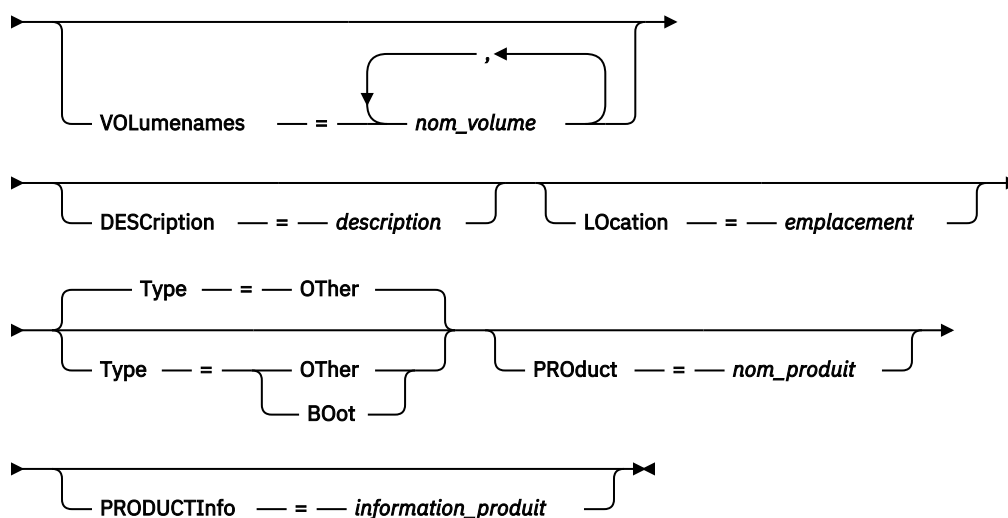 ,
VOLumenames = nom_volume
DESCription = description LOcation = emplacement
Type = OTher
Type = OTher PROduct = nom_produit
BOot
PRODUCTInfo = information_produit